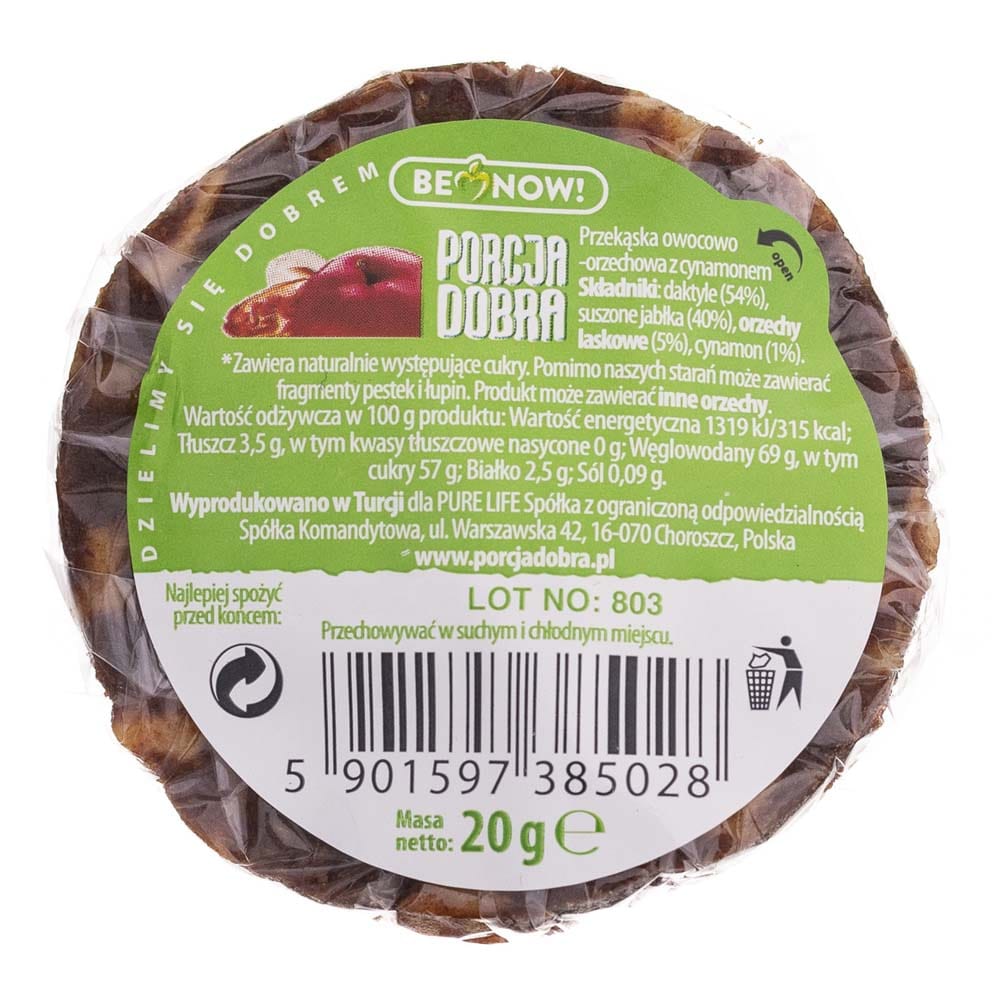 DZIELIMY SIĘ DOBREM
BE NOW!
PORCJA
DOBRA
Przekąska owocowo
-orzechowa z cynamonem
open
Składniki: daktyle (54%),
suszone jabłka (40%), orzechy
laskowe (5%), cynamon (1%).
*Zawiera naturalnie występujące cukry. Pomimo naszych starań może zawierać
fragmenty pestek i łupin. Produkt może zawierać inne orzechy.
Wartość odżywcza w 100 g produktu: Wartość energetyczna 1319 kJ/315 kcal;
Tłuszcz 3,5 g, w tym kwasy tłuszczowe nasycone 0 g; Węglowodany 69 g, w tym
cukry 57 g; Białko 2,5 g; Sól 0,09 g.
Wyprodukowano w Turcji dla PURE LIFE Spółka z ograniczoną odpowiedzialnością
Spółka Komandytowa, ul. Warszawska 42, 16-070 Choroszcz, Polska
www.porcjadobra.pl
Najlepiej spożyć
przed końcem:
LOT NO: 803
Przechowywać w suchym i chłodnym miejscu.
5 901597 385028
Masa
netto: 20 g e